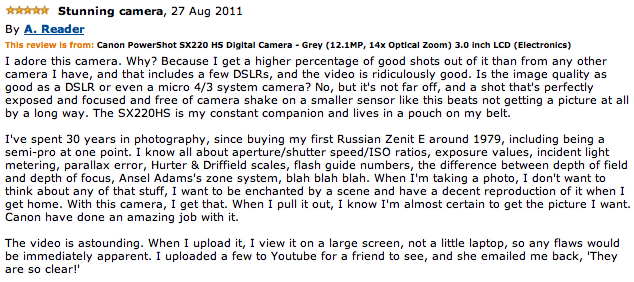 Stunning camera, 27 Aug 2011
By A. Reader
This review is from: Canon PowerShot SX220 HS Digital Camera - Grey (12.1MP, 14x Optical Zoom) 3.0 inch LCD (Electronics)
I adore this camera. Why? Because I get a higher percentage of good shots out of it than from any other
camera I have, and that includes a few DSLRs, and the video is ridiculously good. Is the image quality as
good as a DSLR or even a micro 4/3 system camera? No, but it's not far off, and a shot that's perfectly
exposed and focused and free of camera shake on a smaller sensor like this beats not getting a picture at all
by a long way. The SX220HS is my constant companion and lives in a pouch on my belt.
I've spent 30 years in photography, since buying my first Russian Zenit E around 1979, including being a
semi-pro at one point. I know all about aperture/shutter speed/ISO ratios, exposure values, incident light
metering, parallax error, Hurter & Driffield scales, flash guide numbers, the difference between depth of field
and depth of focus, Ansel Adams's zone system, blah blah blah. When I'm taking a photo, I don't want to
think about any of that stuff, I want to be enchanted by a scene and have a decent reproduction of it when I
get home. With this camera, I get that. When I pull it out, I know I'm almost certain to get the picture I want.
Canon have done an amazing job with it.
The video is astounding. When I upload it, I view it on a large screen, not a little laptop, so any flaws would
be immediately apparent. I uploaded a few to Youtube for a friend to see, and she emailed me back, 'They
are so clear!'